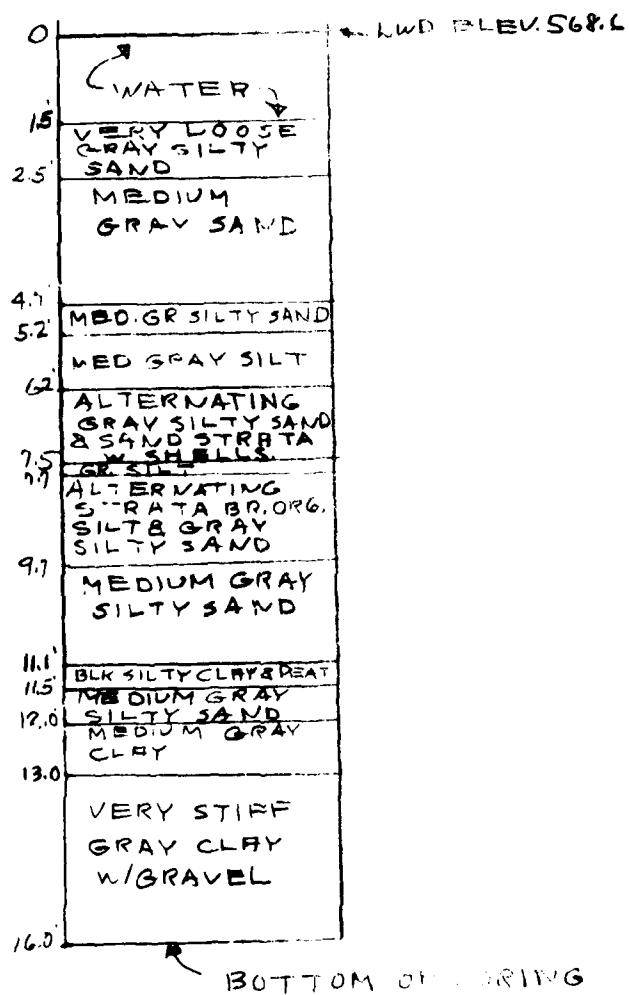 0 LWD ELEV. 568.6
WATER
1.5'
VERY LOOSE
GRAY SILTY
SAND
2.5'
MEDIUM
GRAY SAND
4.7'
MED. GR SILTY SAND
5.2'
MED GRAY SILT
6.2'
ALTERNATING
GRAY SILTY SAND
& SAND STRATA
W SHELLS.
7.5'
GR. SILT
7.7'
ALTERNATING
STRATA BR. ORG.
SILT & GRAY
SILTY SAND
9.7'
MEDIUM GRAY
SILTY SAND
11.1'
BLK SILTY CLAY & PEAT
11.5'
MEDIUM GRAY
SILTY SAND
12.0'
MEDIUM GRAY
CLAY
13.0
VERY STIFF
GRAY CLAY
W/GRAVEL
16.0'
BOTTOM OF BORING